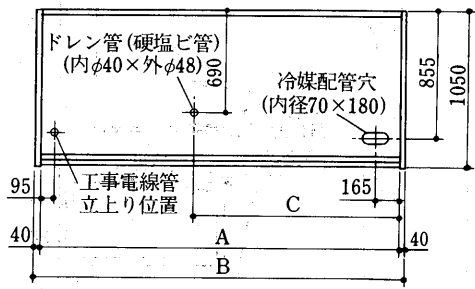 ドレン管(硬塩ビ管)
(内φ40×外φ48)
690
冷媒配管穴
(内径70×180)
855
1050
95
工事電線管
立上り位置
165
C
40
A
40
B